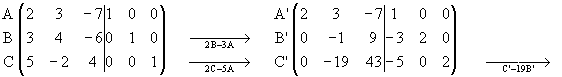 A 2 3 −7 1 0 0 A' 2 3 −7 1 0 0
B 3 4 −6 0 1 0 2B–3A B' 0 −1 9 −3 2 0
C 5 −2 4 0 0 1 2C–5A C' 0 −19 43 −5 0 2 C'–19B'